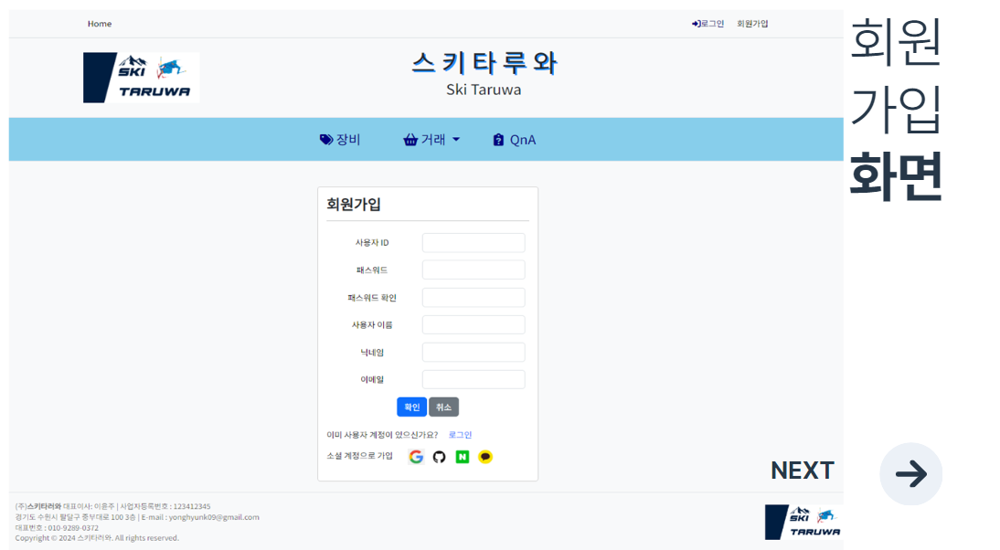 Home
로그인 회원가입
회원
가입
화면
SKI
TARUWA
스키타루와
Ski Taruwa
장비 거래 QnA
회원가입
사용자 ID
패스워드
패스워드 확인
사용자 이름
닉네임
이메일
확인 취소
이미 사용자 계정이 있으신가요? 로그인
소셜 계정으로 가입
NEXT
(주)스키타러와 대표이사: 이훈주 | 사업자등록번호 : 123412345
경기도 수원시 팔달구 중부대로 100 3층 | E-mail : yonghyunk09@gmail.com
대표번호 : 010-9289-0372
Copyright © 2024 스키타러와. All rights reserved.
SKI
TARUWA